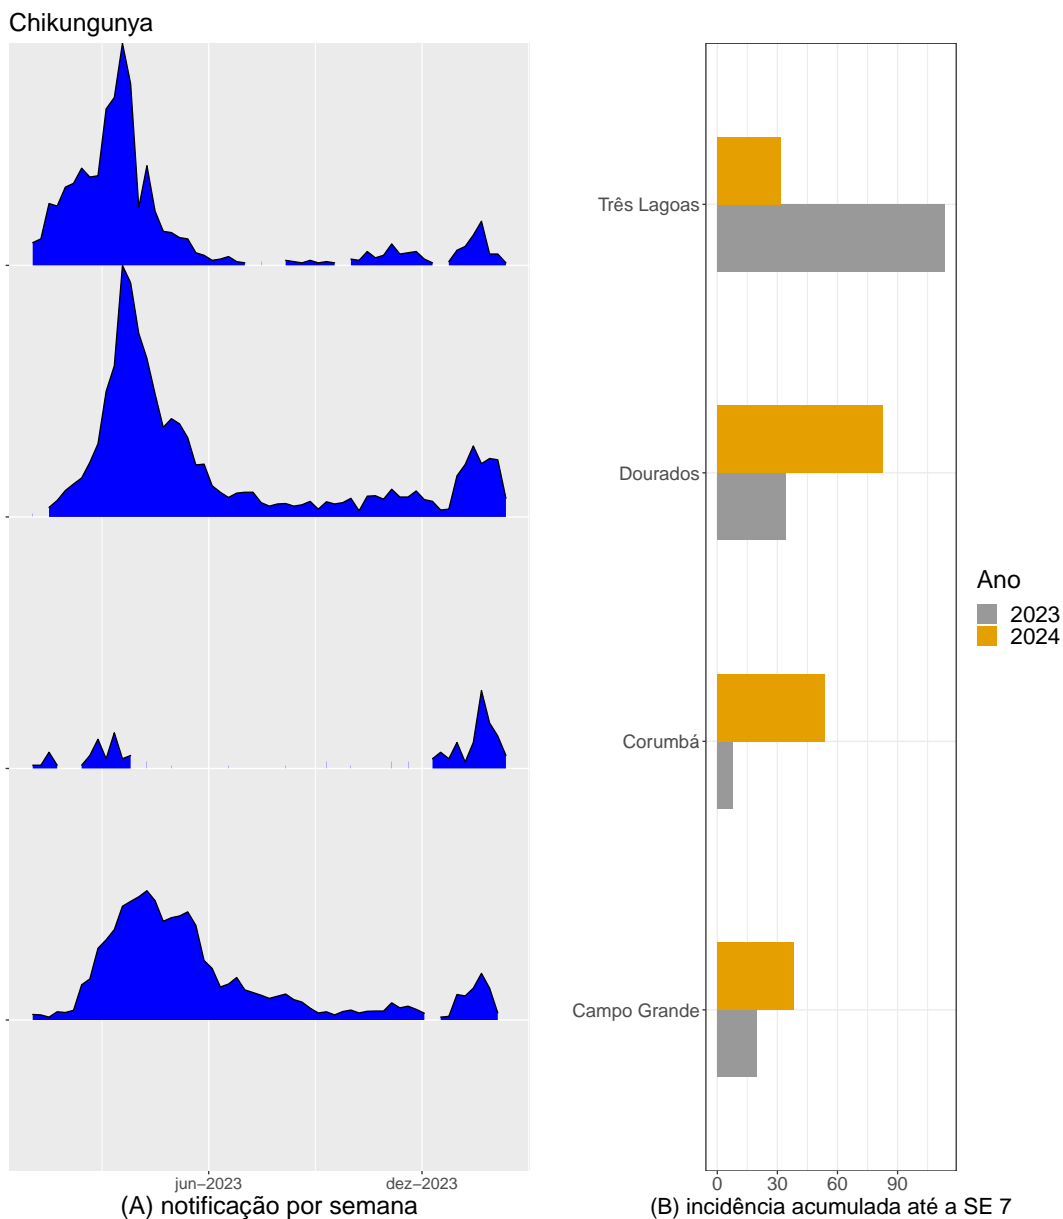 Chikungunya
jun–2023
dez–2023
(A) notificação por semana
Três Lagoas
Dourados
Corumbá
Campo Grande
0
30
60
90
(B) incidência acumulada até a SE 7
Ano
2023
2024